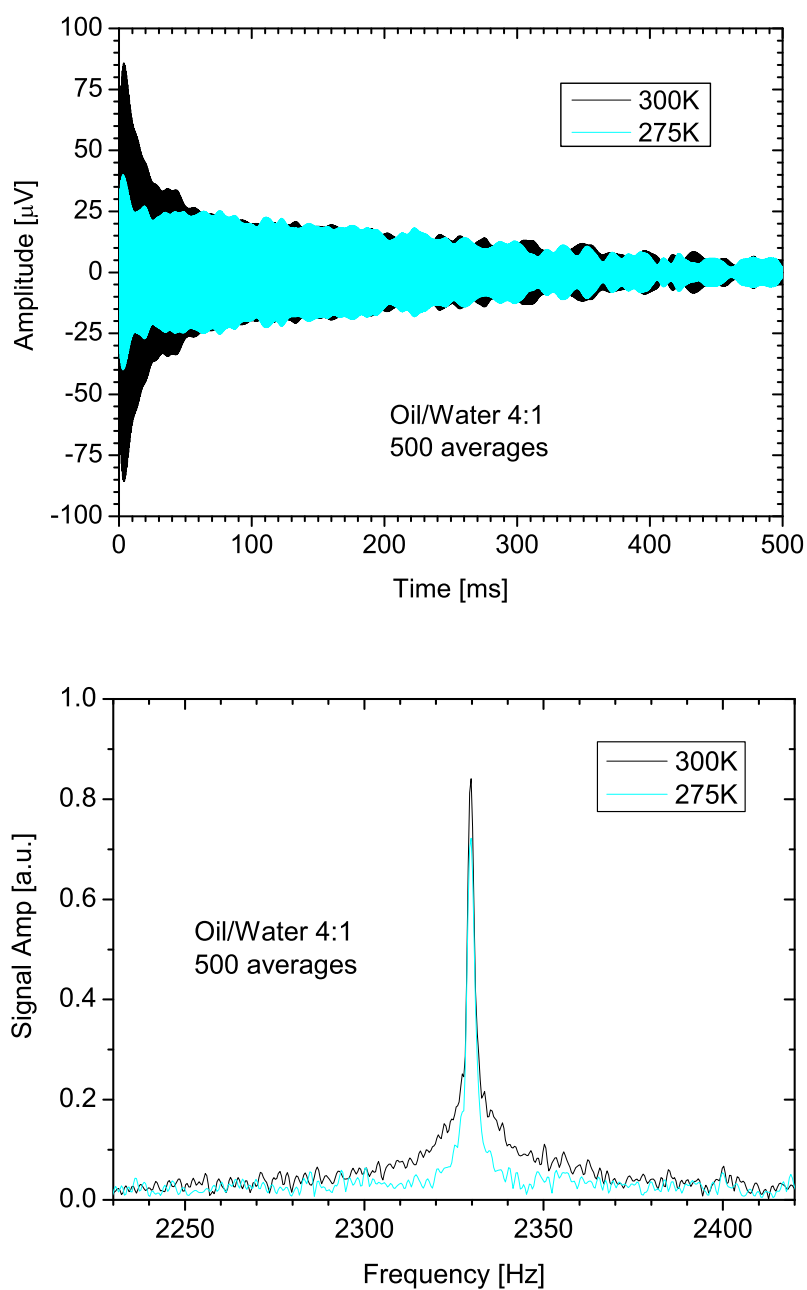 100
75
50
25
0
-25
-50
-75
-100
Amplitude [μV]
300K
275K
Oil/Water 4:1
500 averages
0 100 200 300 400 500
Time [ms]
1.0
0.8
0.6
0.4
0.2
0.0
Signal Amp [a.u.]
300K
275K
Oil/Water 4:1
500 averages
2250 2300 2350 2400
Frequency [Hz]